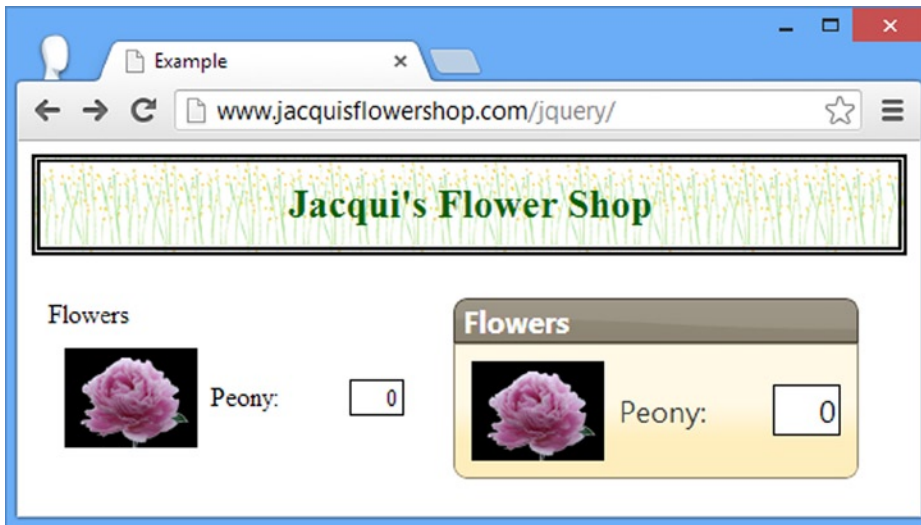 Example
www.jacquisflowershop.com/jquery/
Jacqui's Flower Shop
Flowers
Peony: 0
Flowers
Peony: 0